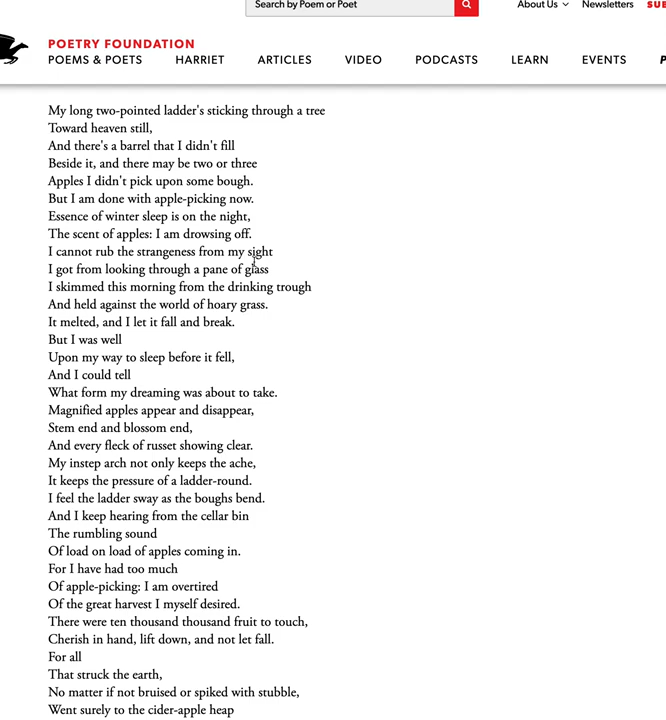 Search by Poem or Poet
About Us
Newsletters
SUB
POETRY FOUNDATION
POEMS & POETS
HARRIET
ARTICLES
VIDEO
PODCASTS
LEARN
EVENTS
P
My long two-pointed ladder's sticking through a tree
Toward heaven still,
And there's a barrel that I didn't fill
Beside it, and there may be two or three
Apples I didn't pick upon some bough.
But I am done with apple-picking now.
Essence of winter sleep is on the night,
The scent of apples: I am drowsing off.
I cannot rub the strangeness from my sight
I got from looking through a pane of glass
I skimmed this morning from the drinking trough
And held against the world of hoary grass.
It melted, and I let it fall and break.
But I was well
Upon my way to sleep before it fell,
And I could tell
What form my dreaming was about to take.
Magnified apples appear and disappear,
Stem end and blossom end,
And every fleck of russet showing clear.
My instep arch not only keeps the ache,
It keeps the pressure of a ladder-round.
I feel the ladder sway as the boughs bend.
And I keep hearing from the cellar bin
The rumbling sound
Of load on load of apples coming in.
For I have had too much
Of apple-picking: I am overtired
Of the great harvest I myself desired.
There were ten thousand thousand fruit to touch,
Cherish in hand, lift down, and not let fall.
For all
That struck the earth,
No matter if not bruised or spiked with stubble,
Went surely to the cider-apple heap